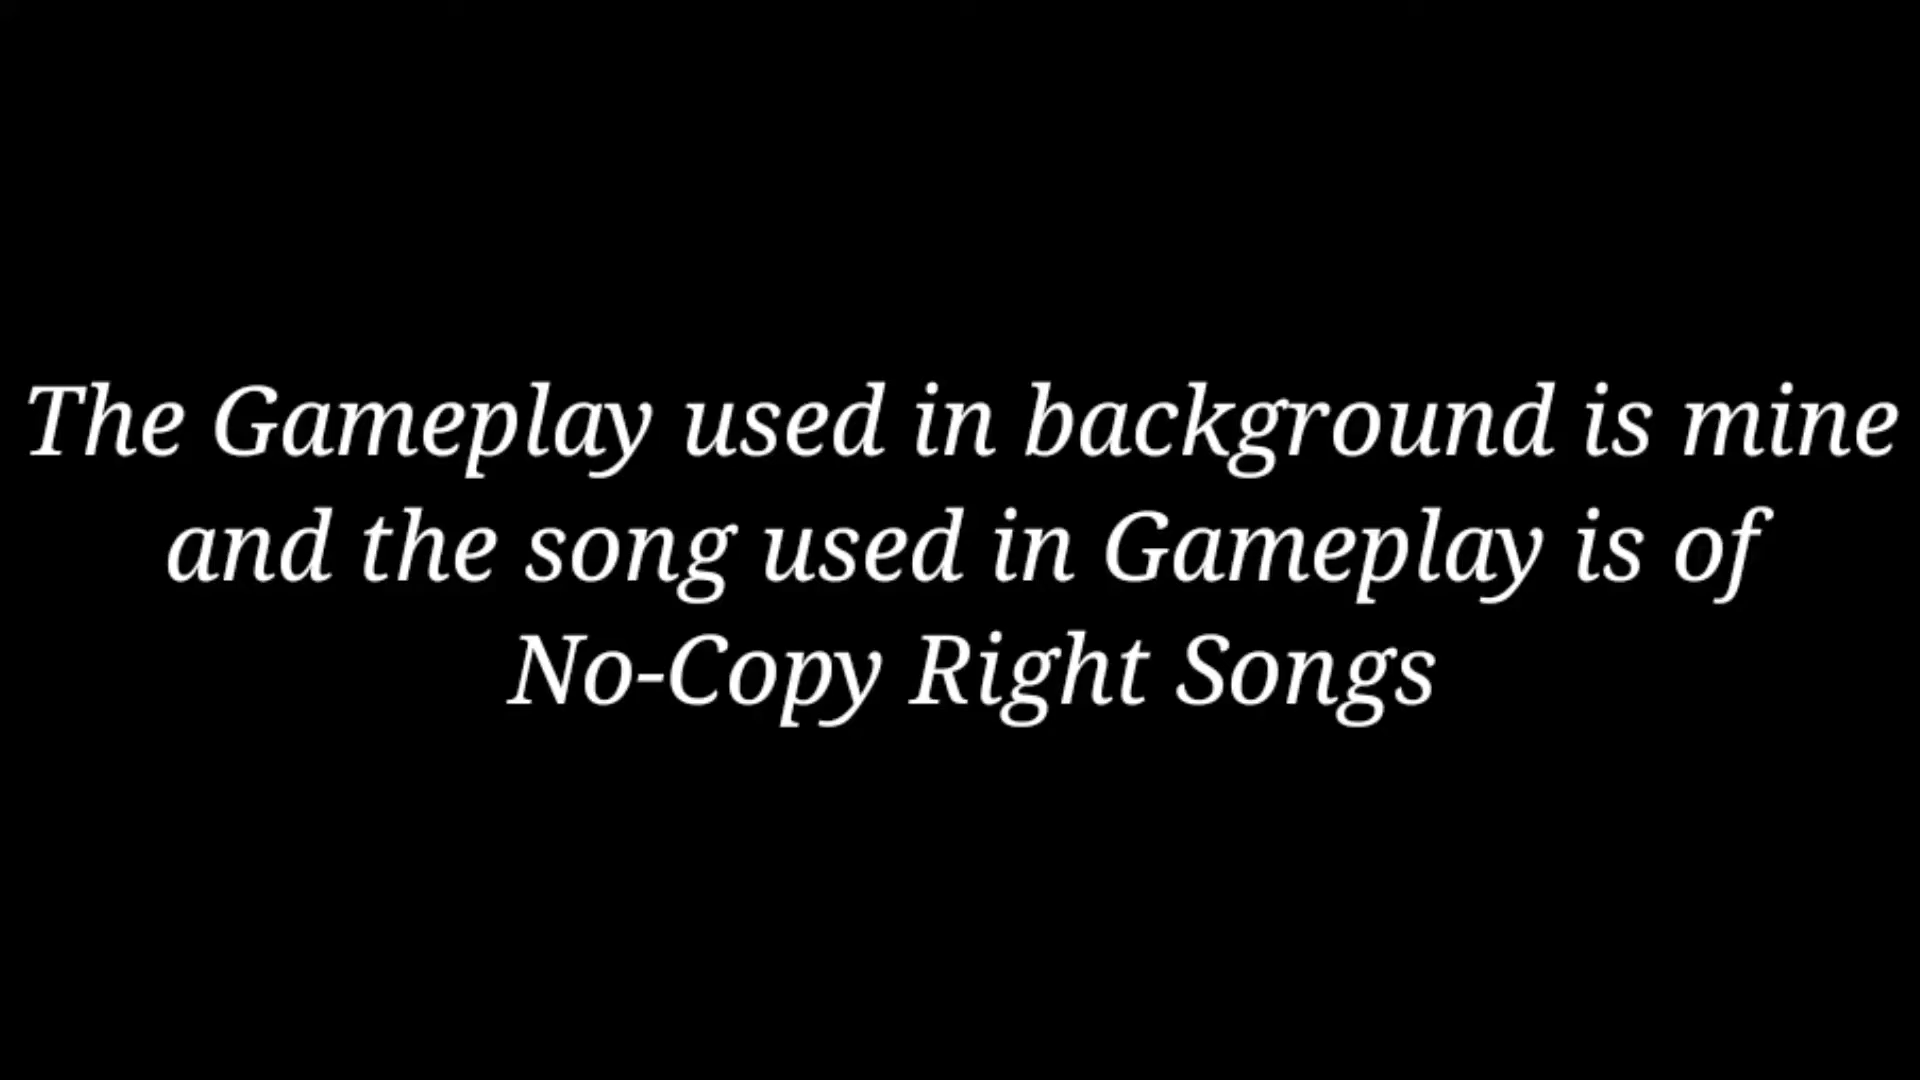 The Gameplay used in background is mine
and the song used in Gameplay is of
No-Copy Right Songs